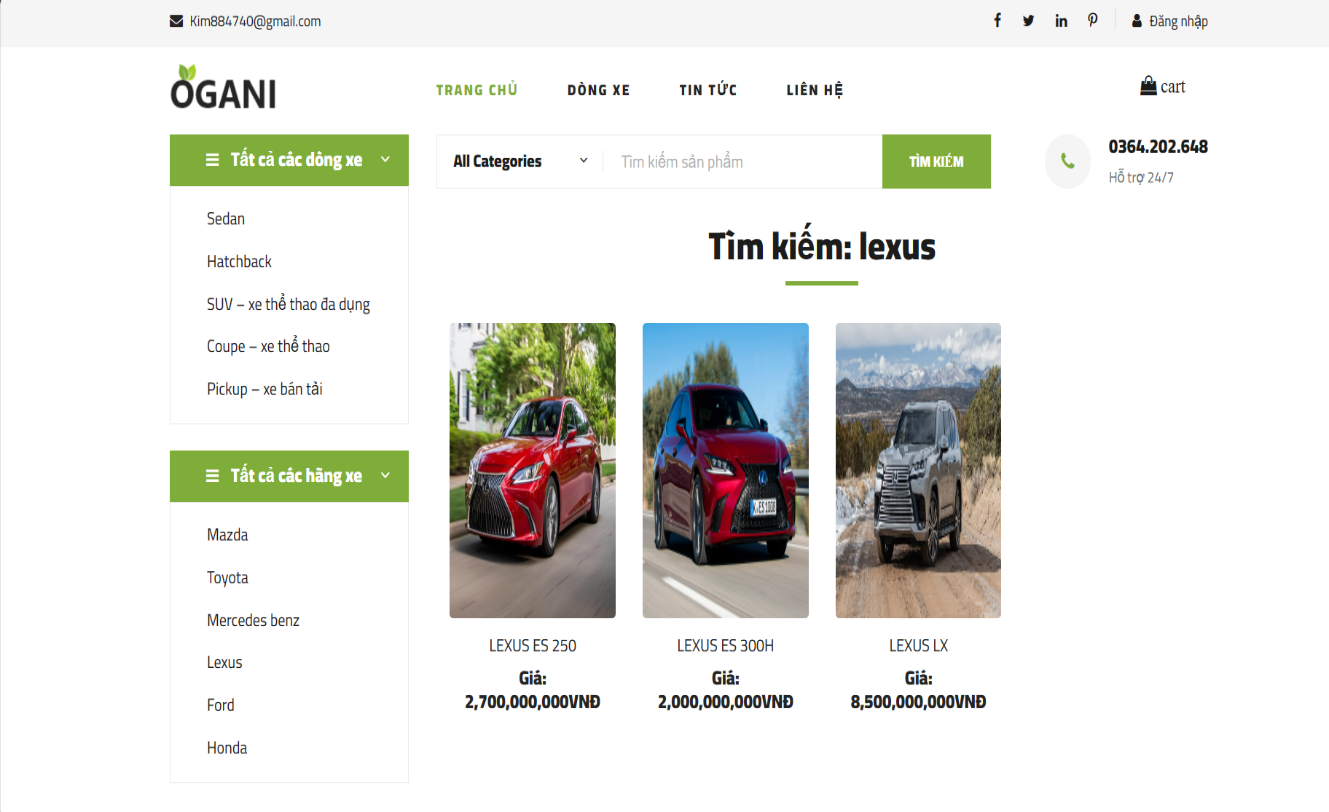 Kim884740@gmail.com
Đăng nhập
OGANI
TRANG CHỦ
DÒNG XE
TIN TỨC
LIÊN HỆ
cart
Tất cả các dòng xe
All Categories
Tìm kiếm sản phẩm
TÌM KIẾM
0364.202.648
Hỗ trợ 24/7
Sedan
Hatchback
SUV – xe thể thao đa dụng
Coupe – xe thể thao
Pickup – xe bán tải
Tất cả các hãng xe
Mazda
Toyota
Mercedes benz
Lexus
Ford
Honda
Tìm kiếm: lexus
LEXUS ES 250
Giá:
2,700,000,000VNĐ
LEXUS ES 300H
Giá:
2,000,000,000VNĐ
LEXUS LX
Giá:
8,500,000,000VNĐ